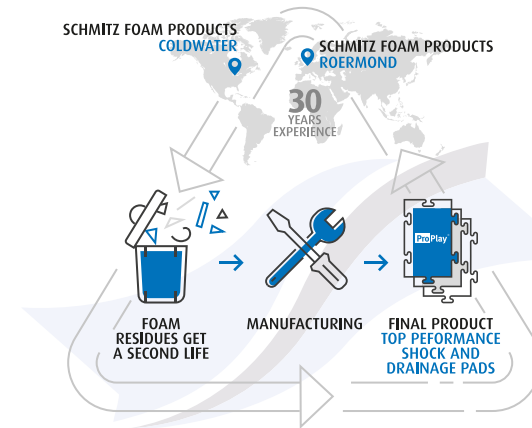 SCHMITZ FOAM PRODUCTS
COLDWATER
SCHMITZ FOAM PRODUCTS
ROERMOND
30
YEARS
EXPERIENCE
ProPlay
FOAM
RESIDUES GET
A SECOND LIFE
MANUFACTURING
FINAL PRODUCT
TOP PEFORMANCE
SHOCK AND
DRAINAGE PADS